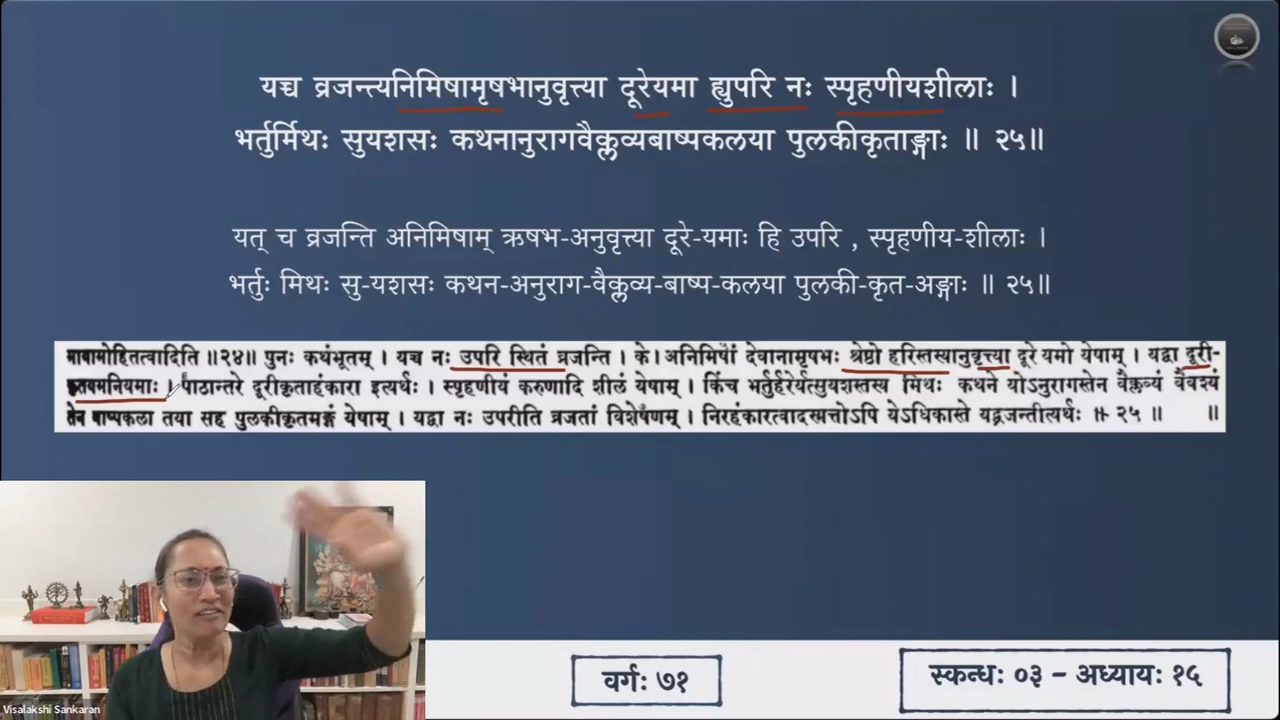 यच्च व्रजन्त्यनिमिषामृषभानुवृत्त्या दूरेयमा ह्युपरि नः स्पृहणीयशीलाः ।
भर्तुर्मिथः सुयशसः कथनानुरागवैक्लव्यबाष्पकलया पुलकीकृताङ्गाः ॥ २५॥
यत् च व्रजन्ति अनिमिषाम् ऋषभ-अनुवृत्त्या दूरे-यमाः हि उपरि , स्पृहणीय-शीलाः ।
भर्तुः मिथः सु-यशसः कथन-अनुराग-वैक्लव्य-बाष्प-कलया पुलकी-कृत-अङ्गाः ॥ २५॥
मायामोहितत्वादिति ॥२४॥ पुनः कथंभूतम् । यच्च नः उपरि स्थितं व्रजन्ति । के। अनिमिषां देवानामृषभः श्रेष्ठो हरिस्तस्यानुवृत्त्या दूरे यमो येषाम् । यद्वा दूरी-
कृतयमनियमाः । पाठान्तरे दूरीकृताहंकारा इत्यर्थः । स्पृहणीयं करुणादि शीलं येषाम् । किंच भर्तुर्हरेर्यत्सुयशस्तस्य मिथः कथने योऽनुरागस्तेन वैक्लव्यं वैवश्यं
तेन बाष्पकला तया सह पुलकीकृतमङ्गं येषाम् । यद्वा नः उपरीति व्रजतां विशेषणम् । निरहंकारत्वादस्मत्तोऽपि येऽधिकास्ते यद्व्रजन्तीत्यर्थः ॥ २५ ॥ ॥
Visalakshi Sankaran
वर्गः ७१
स्कन्धः ०३ – अध्यायः १५